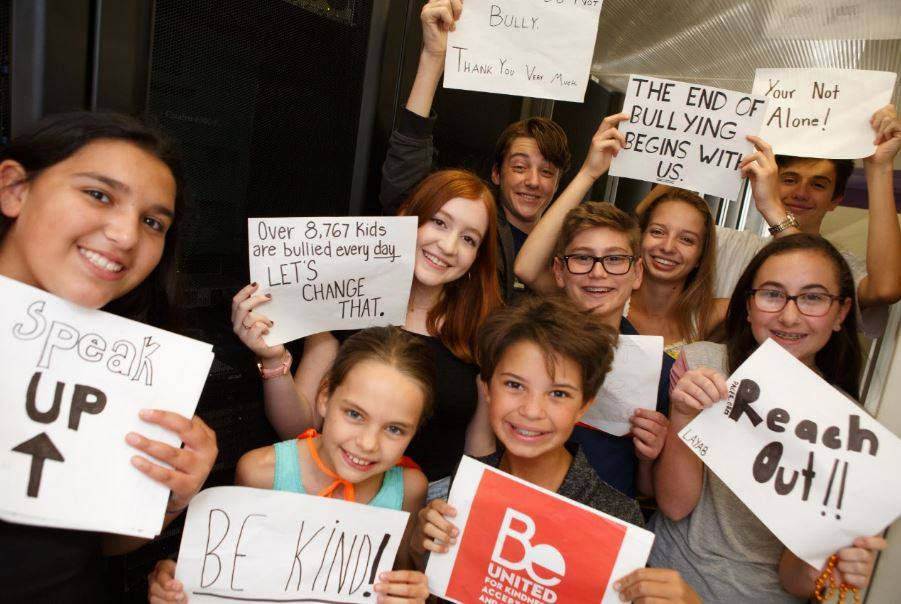 BULLY.
THANK YOU VERY MUCH
THE END OF
BULLYING
BEGINS WITH
US.
Your Not
Alone!
Over 8,767 Kids
are bullied every day
LET'S
CHANGE
THAT.
Speak
UP
Reach
Out!!
LAYAB
BE KIND!
Be
UNITED
FOR KINDNESS